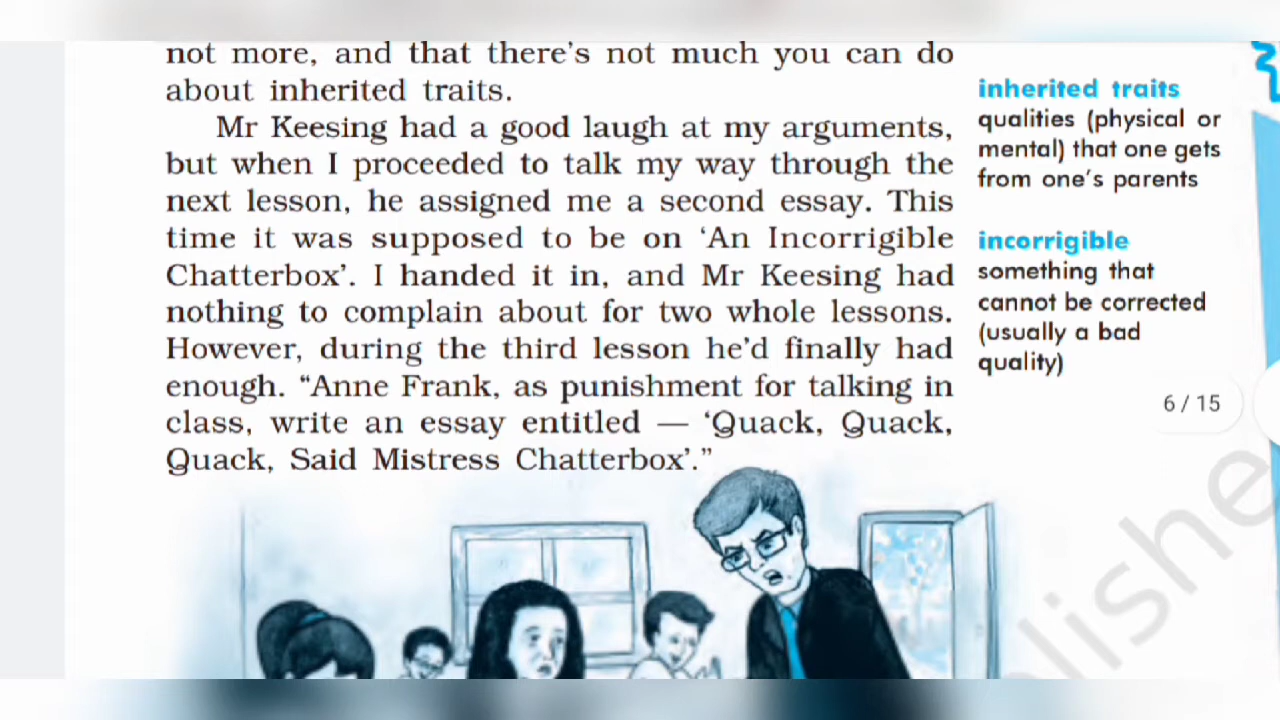 not more, and that there's not much you can do
about inherited traits.
Mr Keesing had a good laugh at my arguments,
but when I proceeded to talk my way through the
next lesson, he assigned me a second essay. This
time it was supposed to be on ‘An Incorrigible
Chatterbox’. I handed it in, and Mr Keesing had
nothing to complain about for two whole lessons.
However, during the third lesson he’d finally had
enough. “Anne Frank, as punishment for talking in
class, write an essay entitled — ‘Quack, Quack,
Quack, Said Mistress Chatterbox’.”
inherited traits
qualities (physical or
mental) that one gets
from one’s parents
incorrigible
something that
cannot be corrected
(usually a bad
quality)
6 / 15